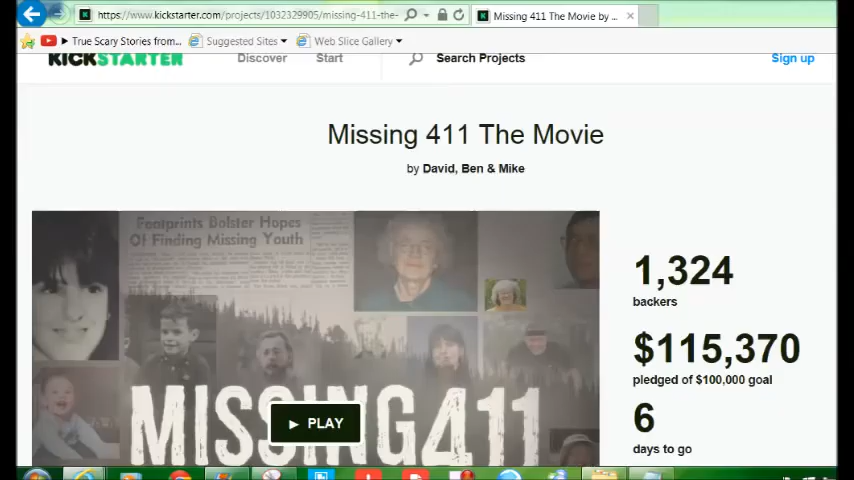 https://www.kickstarter.com/projects/1032329905/missing-411-the-
Missing 411 The Movie by ...
True Scary Stories from...
Suggested Sites
Web Slice Gallery
KICKSTARTER
Discover
Start
Search Projects
Sign up
Missing 411 The Movie
by David, Ben & Mike
Footprints Bolster Hopes
Of Finding Missing Youth
MISSING 411
PLAY
1,324
backers
$115,370
pledged of $100,000 goal
6
days to go